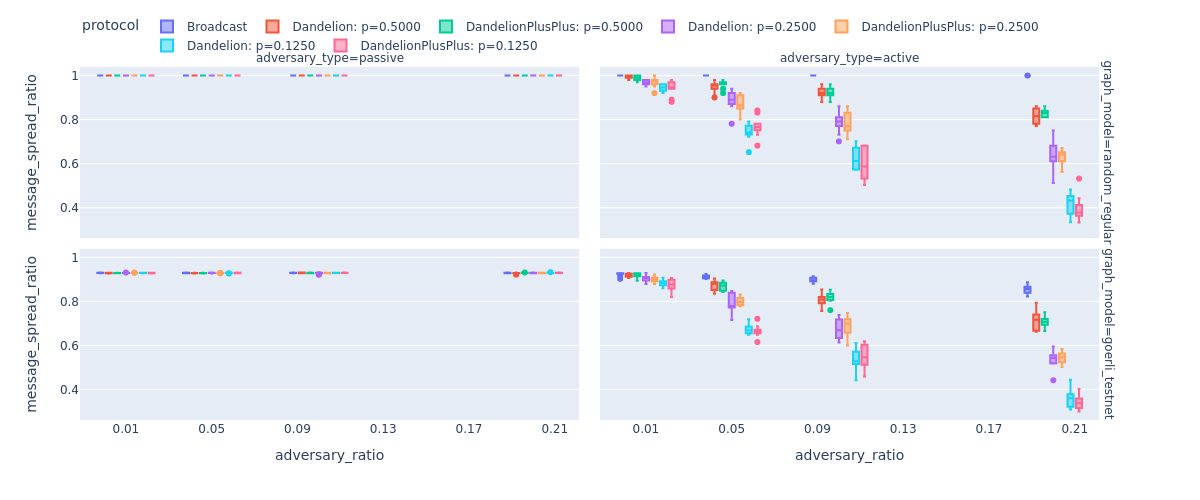 protocol Broadcast Dandelion: p=0.5000 DandelionPlusPlus: p=0.5000 Dandelion: p=0.2500 DandelionPlusPlus: p=0.2500
Dandelion: p=0.1250 DandelionPlusPlus: p=0.1250
adversary_type=passive adversary_type=active
message_spread_ratio
1
0.8
0.6
0.4
graph_model=random_regular
message_spread_ratio
1
0.8
0.6
0.4
graph_model=goerli_testnet
0.01 0.05 0.09 0.13 0.17 0.21 0.01 0.05 0.09 0.13 0.17 0.21
adversary_ratio adversary_ratio